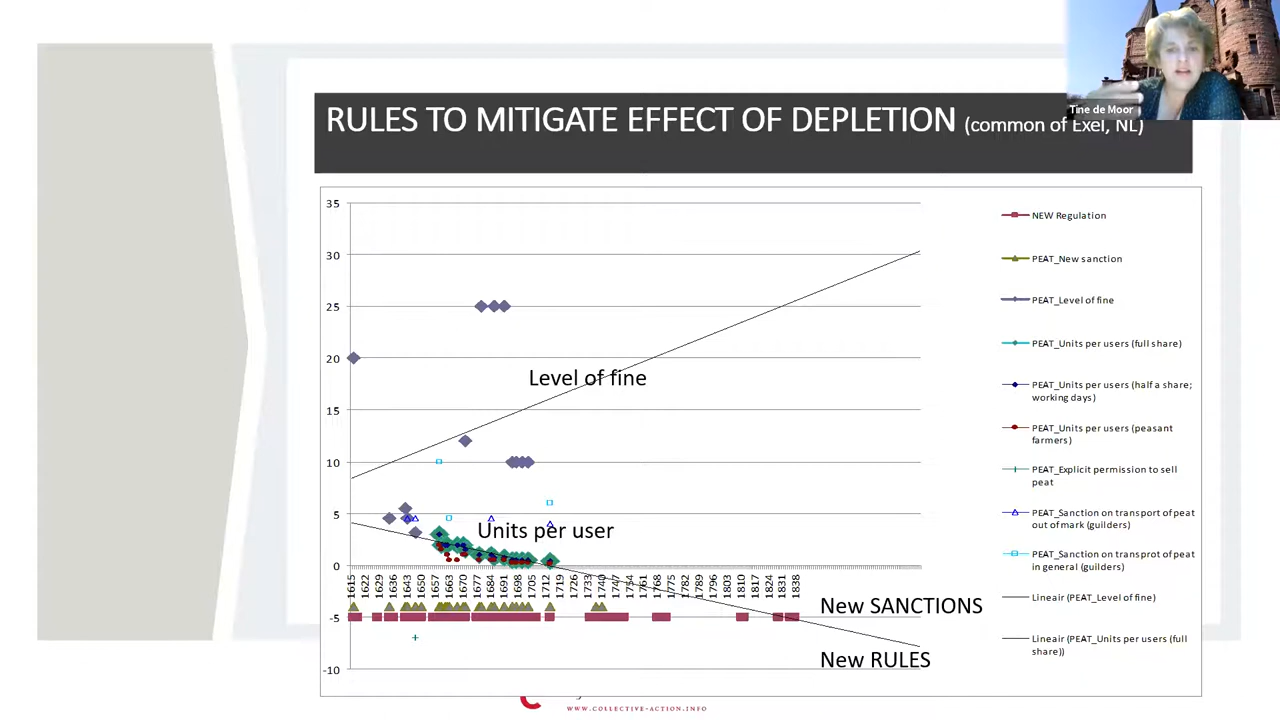 Tine de Moor
RULES TO MITIGATE EFFECT OF DEPLETION (common of Exel, NL)
35
30
25
20
15
10
5
0
-5
-10
Level of fine
Units per user
1615 1622 1629 1636 1643 1650 1657 1663 1670 1677 1684 1691 1698 1705 1712 1719 1726 1733 1740 1747 1754 1761 1768 1775 1782 1789 1796 1803 1810 1817 1824 1831 1838
New SANCTIONS
New RULES
NEW Regulation
PEAT_New sanction
PEAT_Level of fine
PEAT_Units per users (full share)
PEAT_Units per users (half a share;
working days)
PEAT_Units per users (peasant
farmers)
PEAT_Explicit permission to sell
peat
PEAT_Sanction on transport of peat
out of mark (guilders)
PEAT_Sanction on transprot of peat
in general (guilders)
Lineair (PEAT_Level of fine)
Lineair (PEAT_Units per users (full
share))
WWW.COLLECTIVE-ACTION.INFO